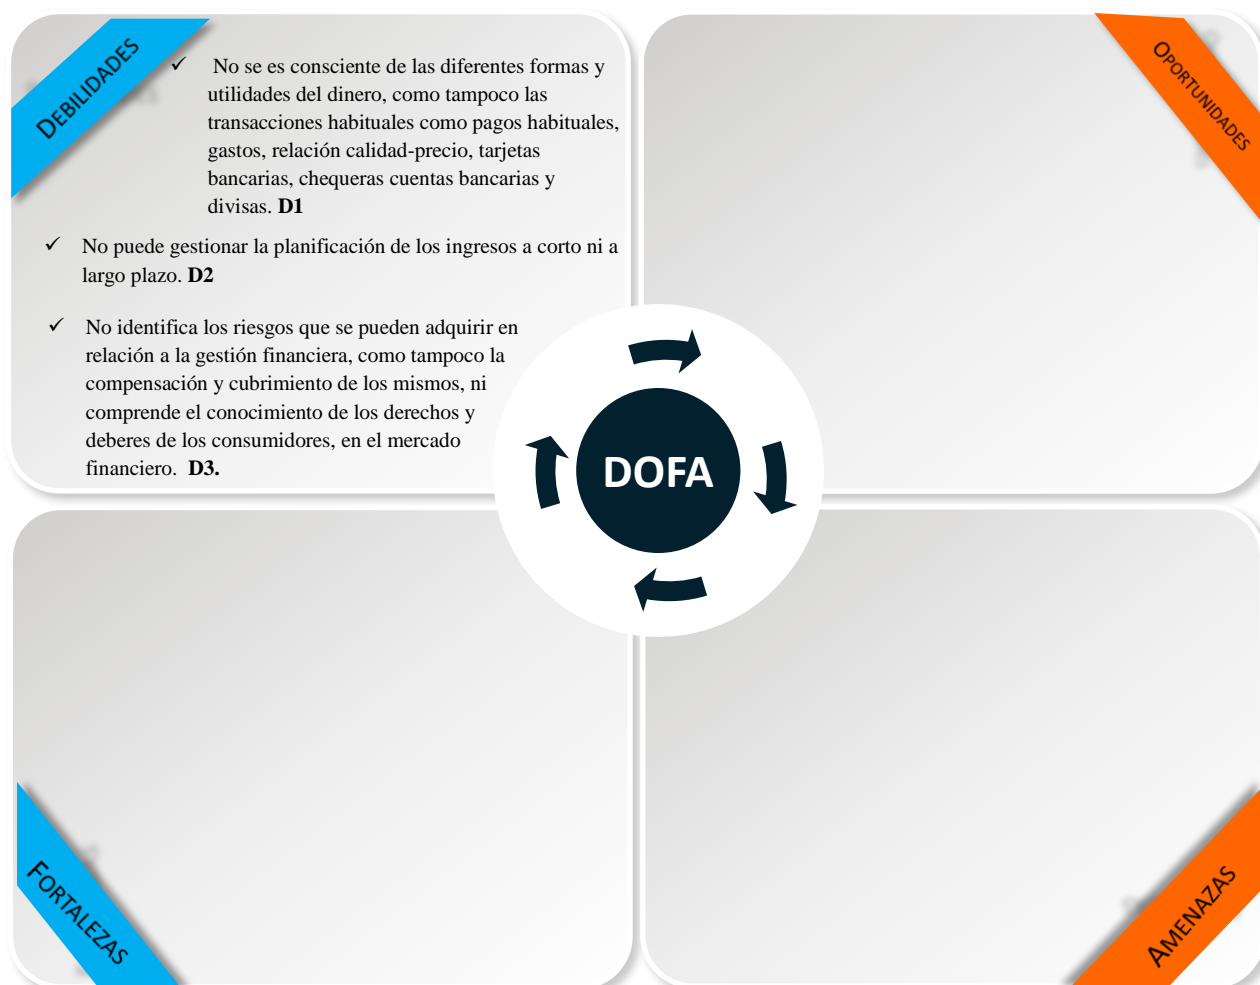 DEBILIDADES
✓ No se es consciente de las diferentes formas y
utilidades del dinero, como tampoco las
transacciones habituales como pagos habituales,
gastos, relación calidad-precio, tarjetas
bancarias, chequeras cuentas bancarias y
divisas. D1
✓ No puede gestionar la planificación de los ingresos a corto ni a
largo plazo. D2
✓ No identifica los riesgos que se pueden adquirir en
relación a la gestión financiera, como tampoco la
compensación y cubrimiento de los mismos, ni
comprende el conocimiento de los derechos y
deberes de los consumidores, en el mercado
financiero. D3.
OPORTUNIDADES
DOFA
FORTALEZAS
AMENAZAS